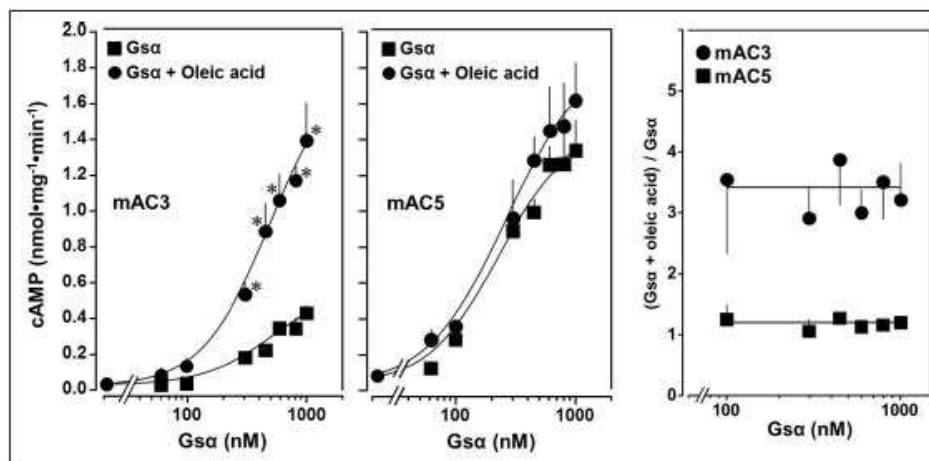 2.0
1.8
1.6
1.4
1.2
1.0
0.8
0.6
0.4
0.2
0.0
cAMP (nmol•mg⁻¹•min⁻¹)
Gsα
Gsα + Oleic acid
mAC3
*
*
*
*
*
100
1000
Gsα (nM)
Gsα
Gsα + Oleic acid
mAC5
100
1000
Gsα (nM)
mAC3
mAC5
5
4
3
2
1
0
(Gsα + oleic acid) / Gsα
100
1000
Gsα (nM)